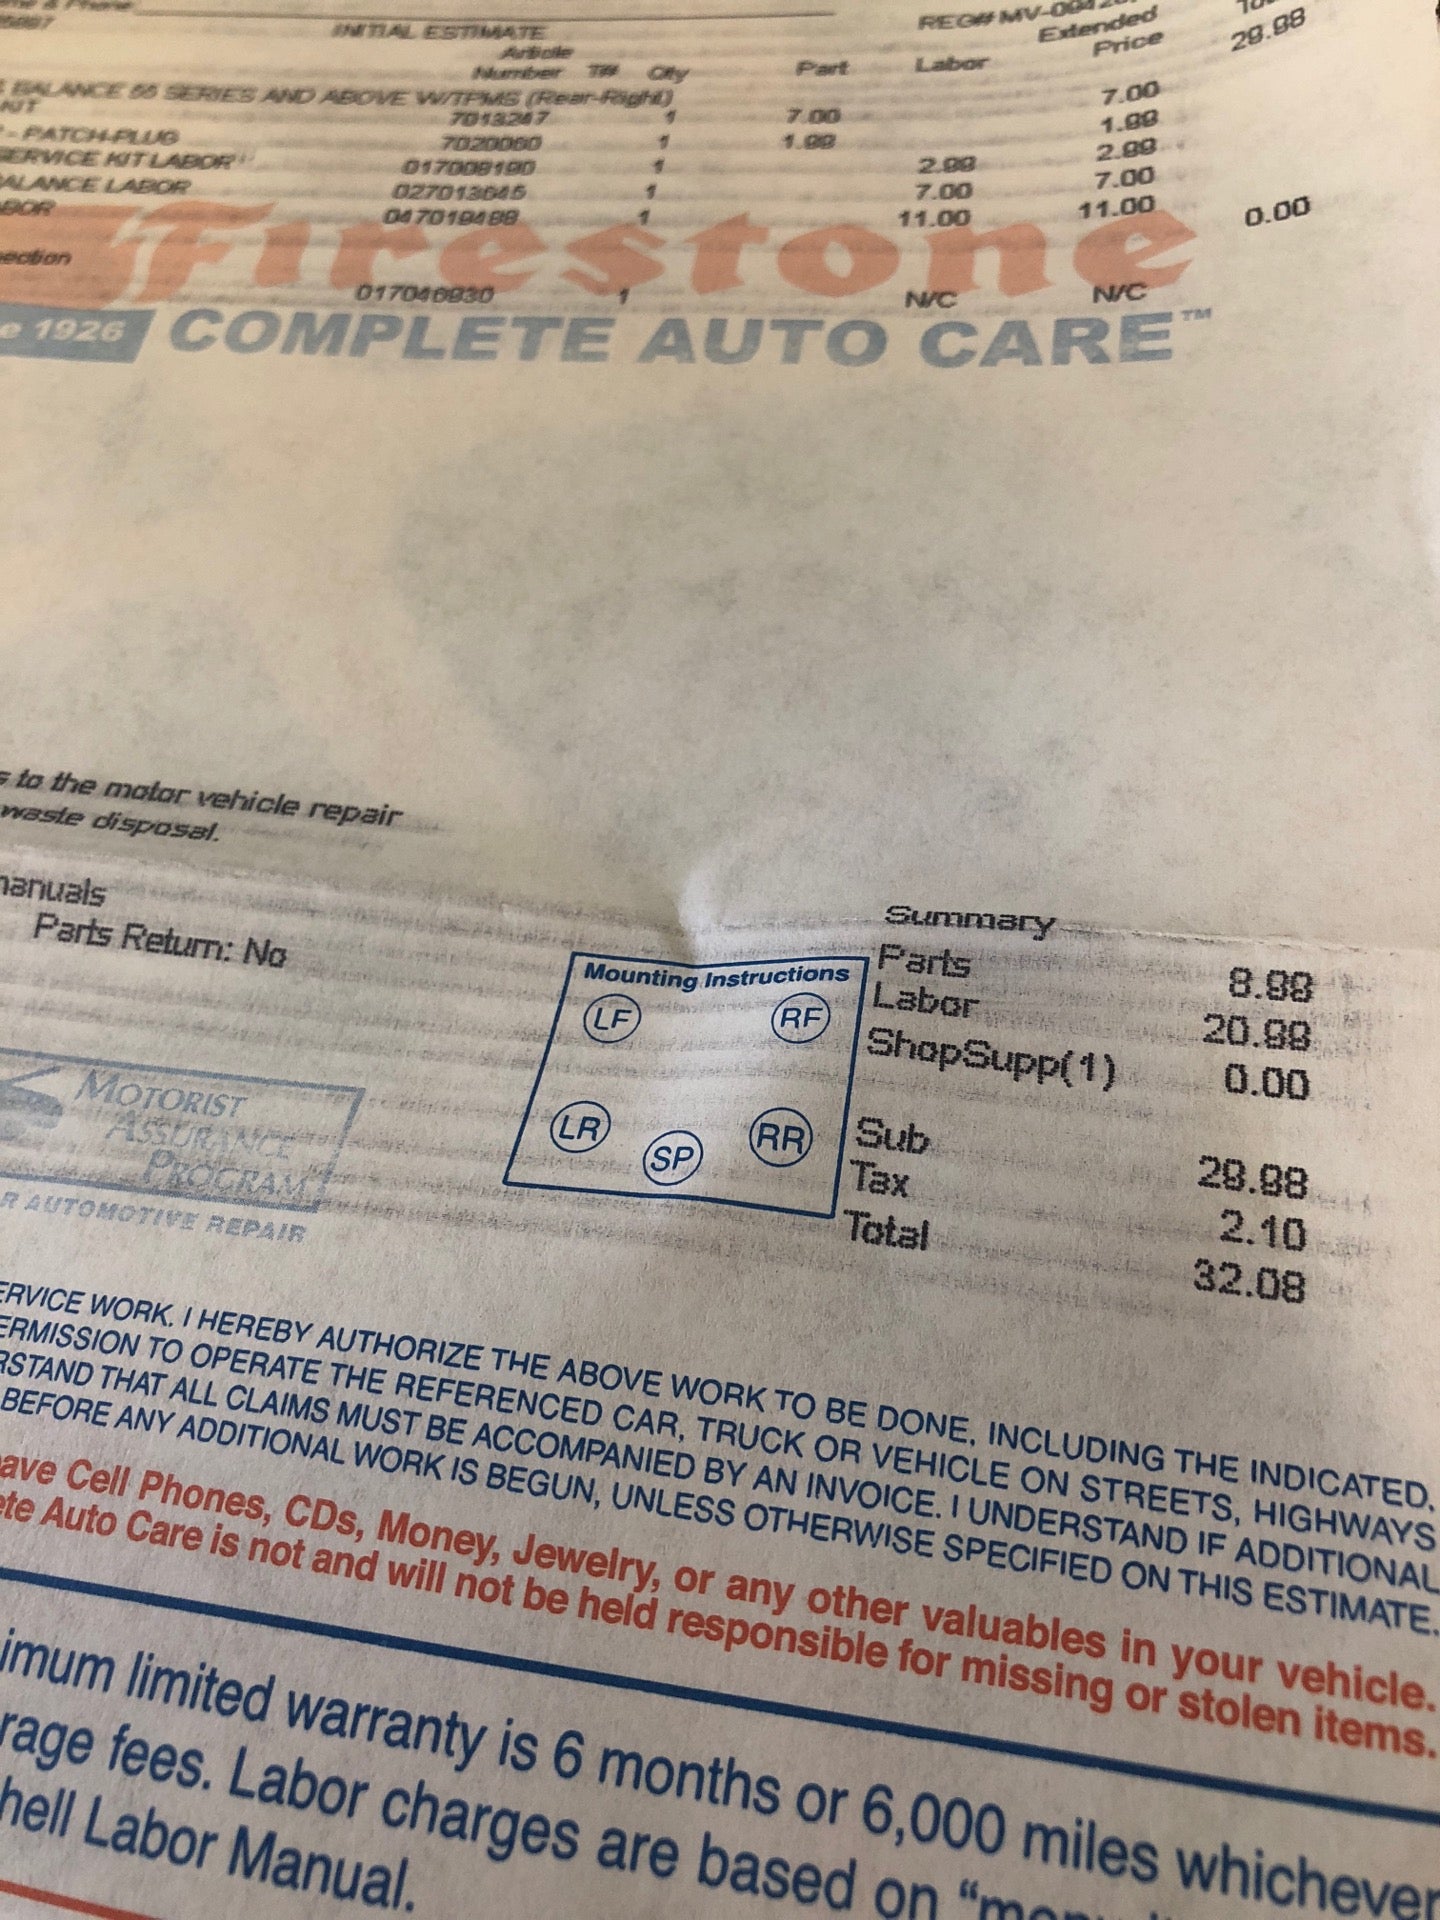 INITIAL ESTIMATE
REG# MV-
Article
Number T# Qty Part Labor Extended Price
29.98
BALANCE 55 SERIES AND ABOVE W/TPMS (Rear-Right)
KIT 7013247 1 7.00 7.00
- PATCH-PLUG 7020060 1 1.99 1.99
SERVICE KIT LABOR 017008190 1 2.99 2.99
ALANCE LABOR 027013645 1 7.00 7.00
BOR 047019488 1 11.00 11.00
0.00
ection
017046930 1 N/C N/C
Firestone
e 1926 COMPLETE AUTO CARE™
s to the motor vehicle repair
waste disposal.
manuals
Parts Return: No
Mounting Instructions
LF RF
LR SP RR
Summary
Parts 8.99
Labor 20.99
ShopSupp(1) 0.00
Sub 29.98
Tax 2.10
Total 32.08
MOTORIST
ASSURANCE
PROGRAM
R AUTOMOTIVE REPAIR
ERVICE WORK. I HEREBY AUTHORIZE THE ABOVE WORK TO BE DONE, INCLUDING THE INDICATED.
ERMISSION TO OPERATE THE REFERENCED CAR, TRUCK OR VEHICLE ON STREETS, HIGHWAYS
RSTAND THAT ALL CLAIMS MUST BE ACCOMPANIED BY AN INVOICE. I UNDERSTAND IF ADDITIONAL
BEFORE ANY ADDITIONAL WORK IS BEGUN, UNLESS OTHERWISE SPECIFIED ON THIS ESTIMATE.
ave Cell Phones, CDs, Money, Jewelry, or any other valuables in your vehicle.
ete Auto Care is not and will not be held responsible for missing or stolen items.
imum limited warranty is 6 months or 6,000 miles whichever
rage fees. Labor charges are based on
hell Labor Manual.